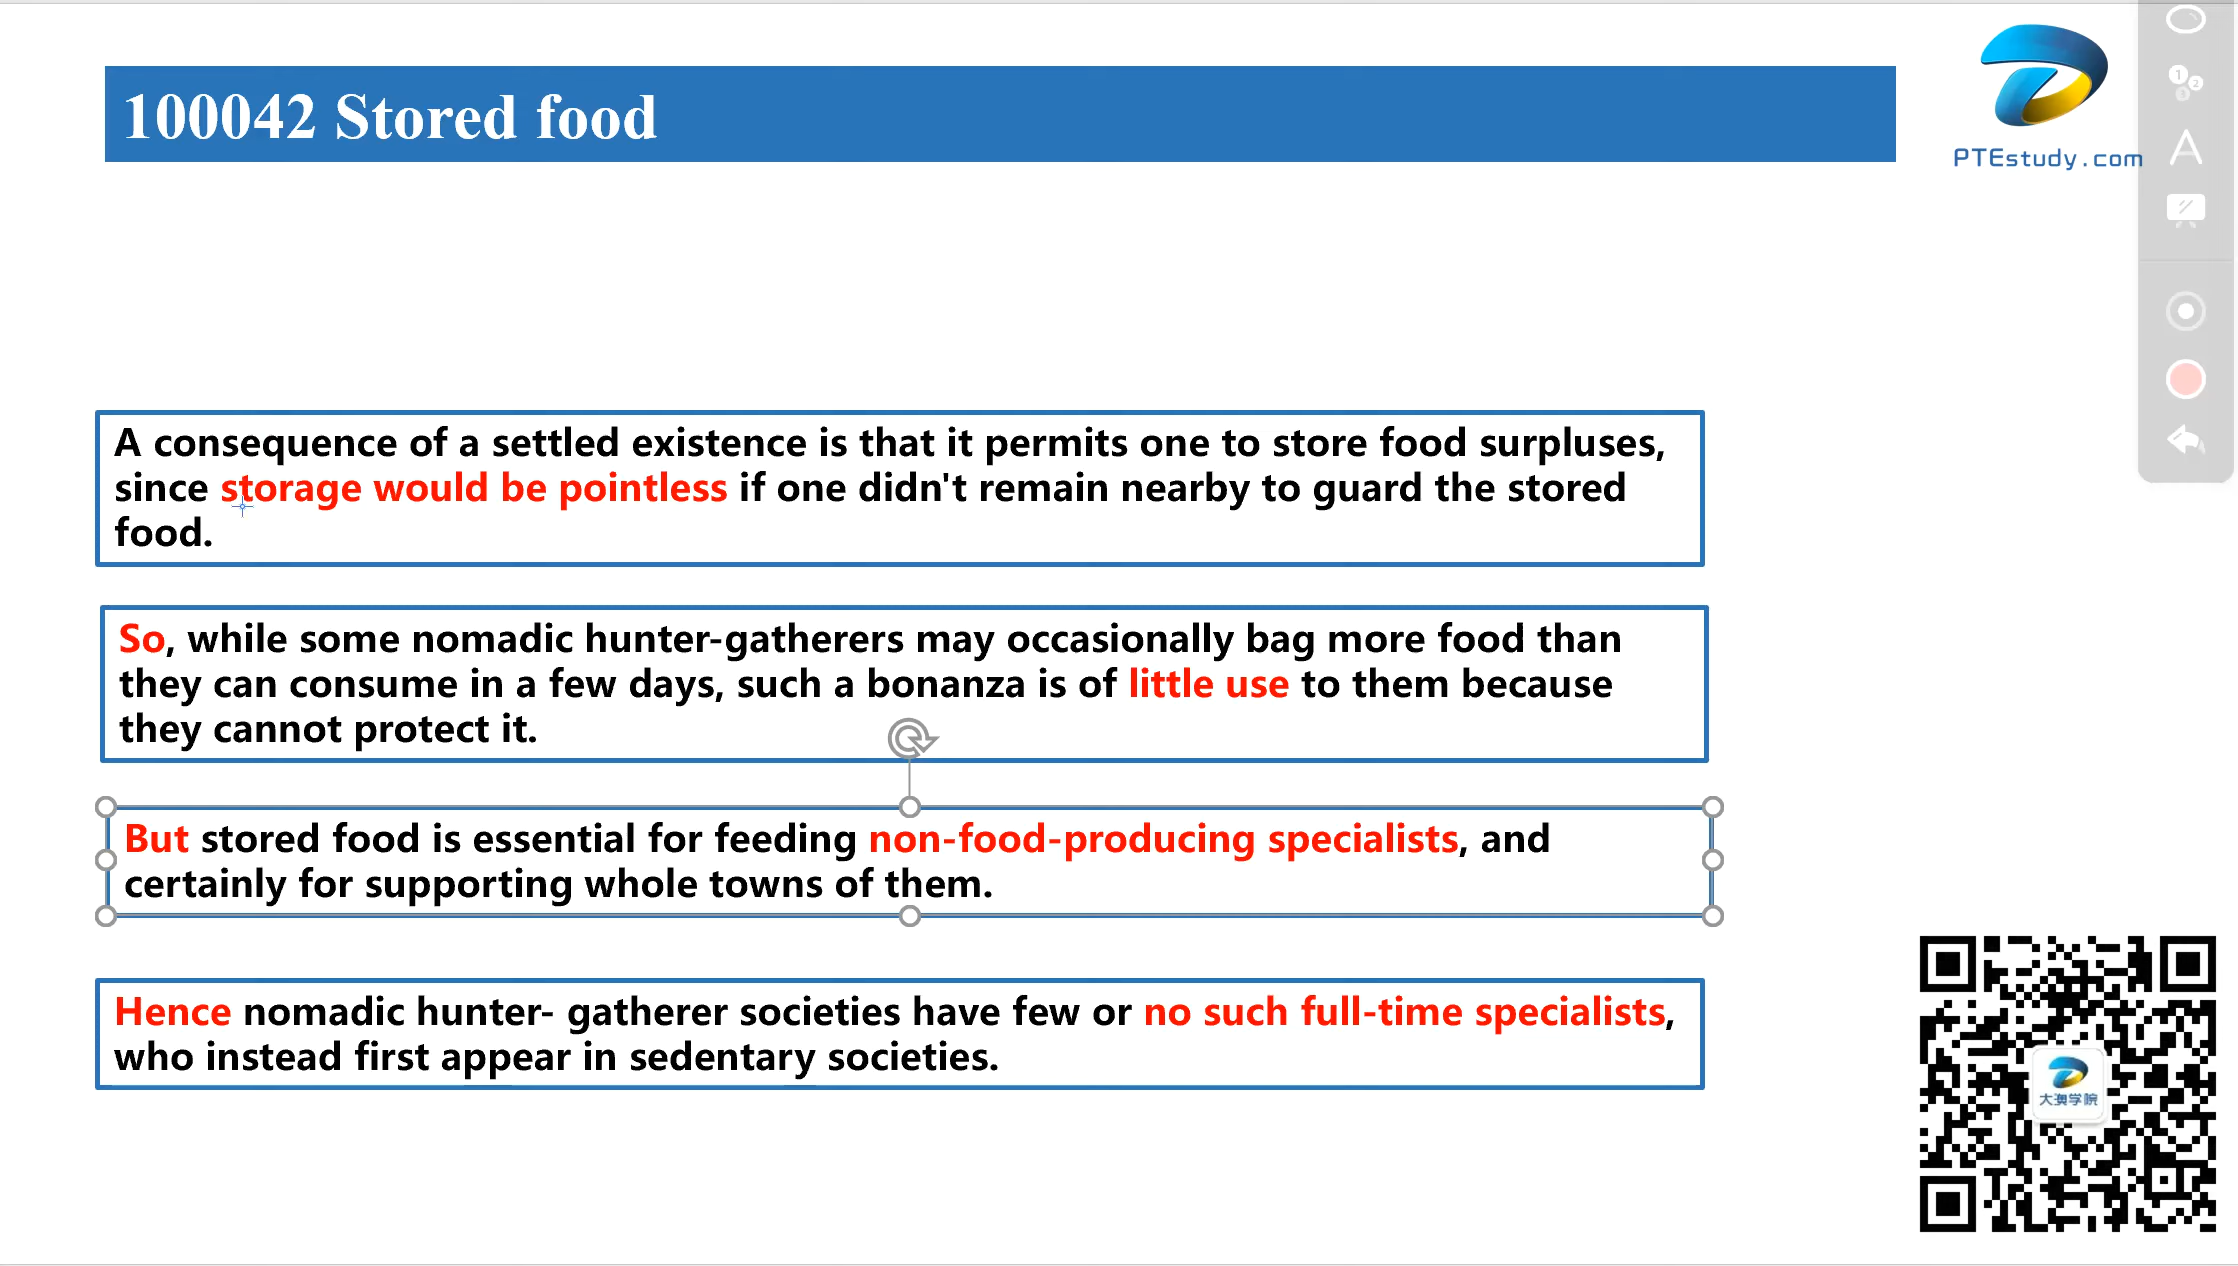 100042 Stored food
PTEstudy.com
A consequence of a settled existence is that it permits one to store food surpluses,
since storage would be pointless if one didn't remain nearby to guard the stored
food.
So, while some nomadic hunter-gatherers may occasionally bag more food than
they can consume in a few days, such a bonanza is of little use to them because
they cannot protect it.
But stored food is essential for feeding non-food-producing specialists, and
certainly for supporting whole towns of them.
Hence nomadic hunter- gatherer societies have few or no such full-time specialists,
who instead first appear in sedentary societies.
大澳学院